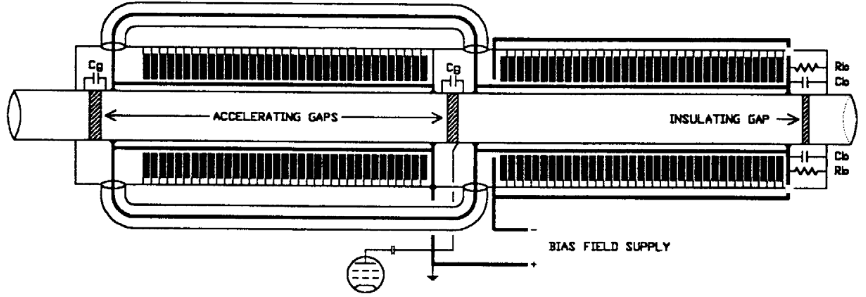 Cg
Cg
Rb
Cb
ACCELERATING GAPS
INSULATING GAP
Cb
Rb
-
BIAS FIELD SUPPLY
+